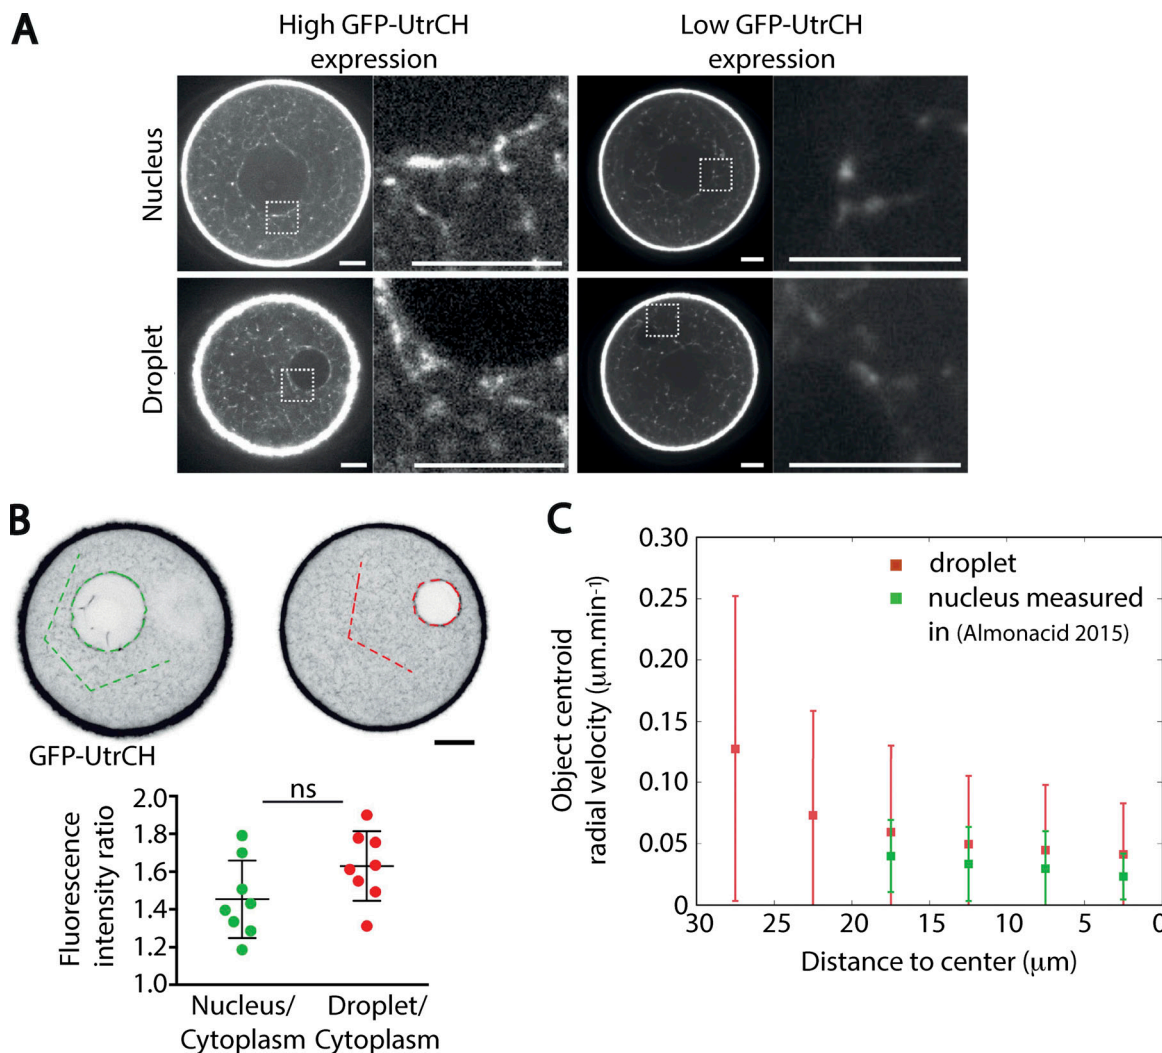 A
High GFP-UtrCH
expression
Low GFP-UtrCH
expression
Nucleus
Droplet
B
GFP-UtrCH
ns
Fluorescence
intensity ratio
2.0
1.8
1.6
1.4
1.2
1.0
Nucleus/
Cytoplasm
Droplet/
Cytoplasm
C
Object centroid
radial velocity (μm.min-1)
0.30
0.25
0.20
0.15
0.10
0.05
0
droplet
nucleus measured
in (Almonacid 2015)
30 25 20 15 10 5 0
Distance to center (μm)